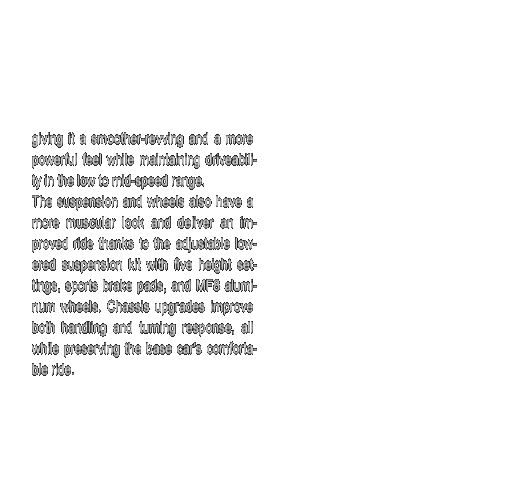 giving it a smoother-revving and a more
powerful feel while maintaining driveabili-
ty in the low to mid-speed range.
The suspension and wheels also have a
more muscular look and deliver an im-
proved ride thanks to the adjustable low-
ered suspension kit with five height set-
tings, sports brake pads, and MF8 alumi-
num wheels. Chassis upgrades improve
both handling and turning response, all
while preserving the base car's comforta-
ble ride.